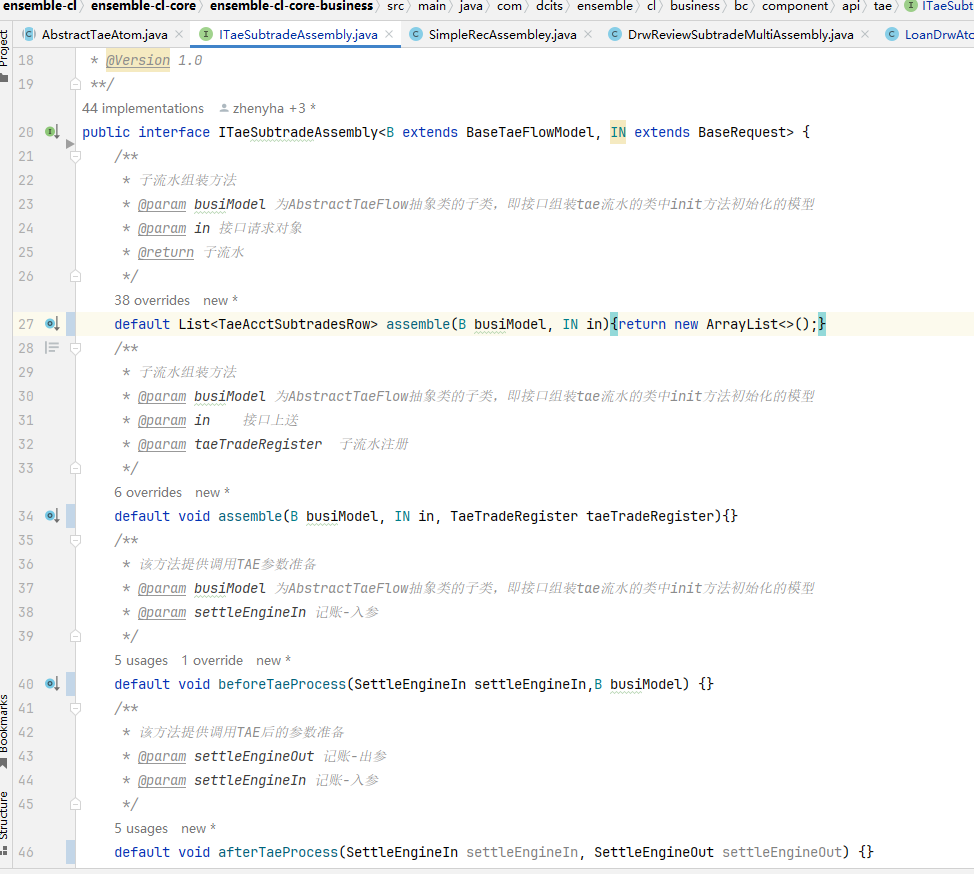 ensemble-cl › ensemble-cl-core › ensemble-cl-core-business › src › main › java › com › dcits › ensemble › cl › business › bc › component › api › tae › ITaeSubt
AbstractTaeAtom.java ITaeSubtradeAssembly.java SimpleRecAssembley.java DrwReviewSubtradeMultiAssembly.java LoanDrwAto
Project
18 * @Version 1.0
19 **/
44 implementations zhenyha +3 *
20 public interface ITaeSubtradeAssembly<B extends BaseTaeFlowModel, IN extends BaseRequest> {
21 /**
22 * 子流水组装方法
23 * @param busiModel 为AbstractTaeFlow抽象类的子类，即接口组装tae流水的类中init方法初始化的模型
24 * @param in 接口请求对象
25 * @return 子流水
26 */
38 overrides new *
27 default List<TaeAcctSubtradesRow> assemble(B busiModel, IN in){return new ArrayList<>();}
28 /**
29 * 子流水组装方法
30 * @param busiModel 为AbstractTaeFlow抽象类的子类，即接口组装tae流水的类中init方法初始化的模型
31 * @param in 接口上送
32 * @param taeTradeRegister 子流水注册
33 */
6 overrides new *
34 default void assemble(B busiModel, IN in, TaeTradeRegister taeTradeRegister){}
35 /**
36 * 该方法提供调用TAE参数准备
37 * @param busiModel 为AbstractTaeFlow抽象类的子类，即接口组装tae流水的类中init方法初始化的模型
38 * @param settleEngineIn 记账-入参
39 */
5 usages 1 override new *
40 default void beforeTaeProcess(SettleEngineIn settleEngineIn,B busiModel) {}
41 /**
42 * 该方法提供调用TAE后的参数准备
43 * @param settleEngineOut 记账-出参
44 * @param settleEngineIn 记账-入参
45 */
5 usages new *
46 default void afterTaeProcess(SettleEngineIn settleEngineIn, SettleEngineOut settleEngineOut) {}
Bookmarks
Structure